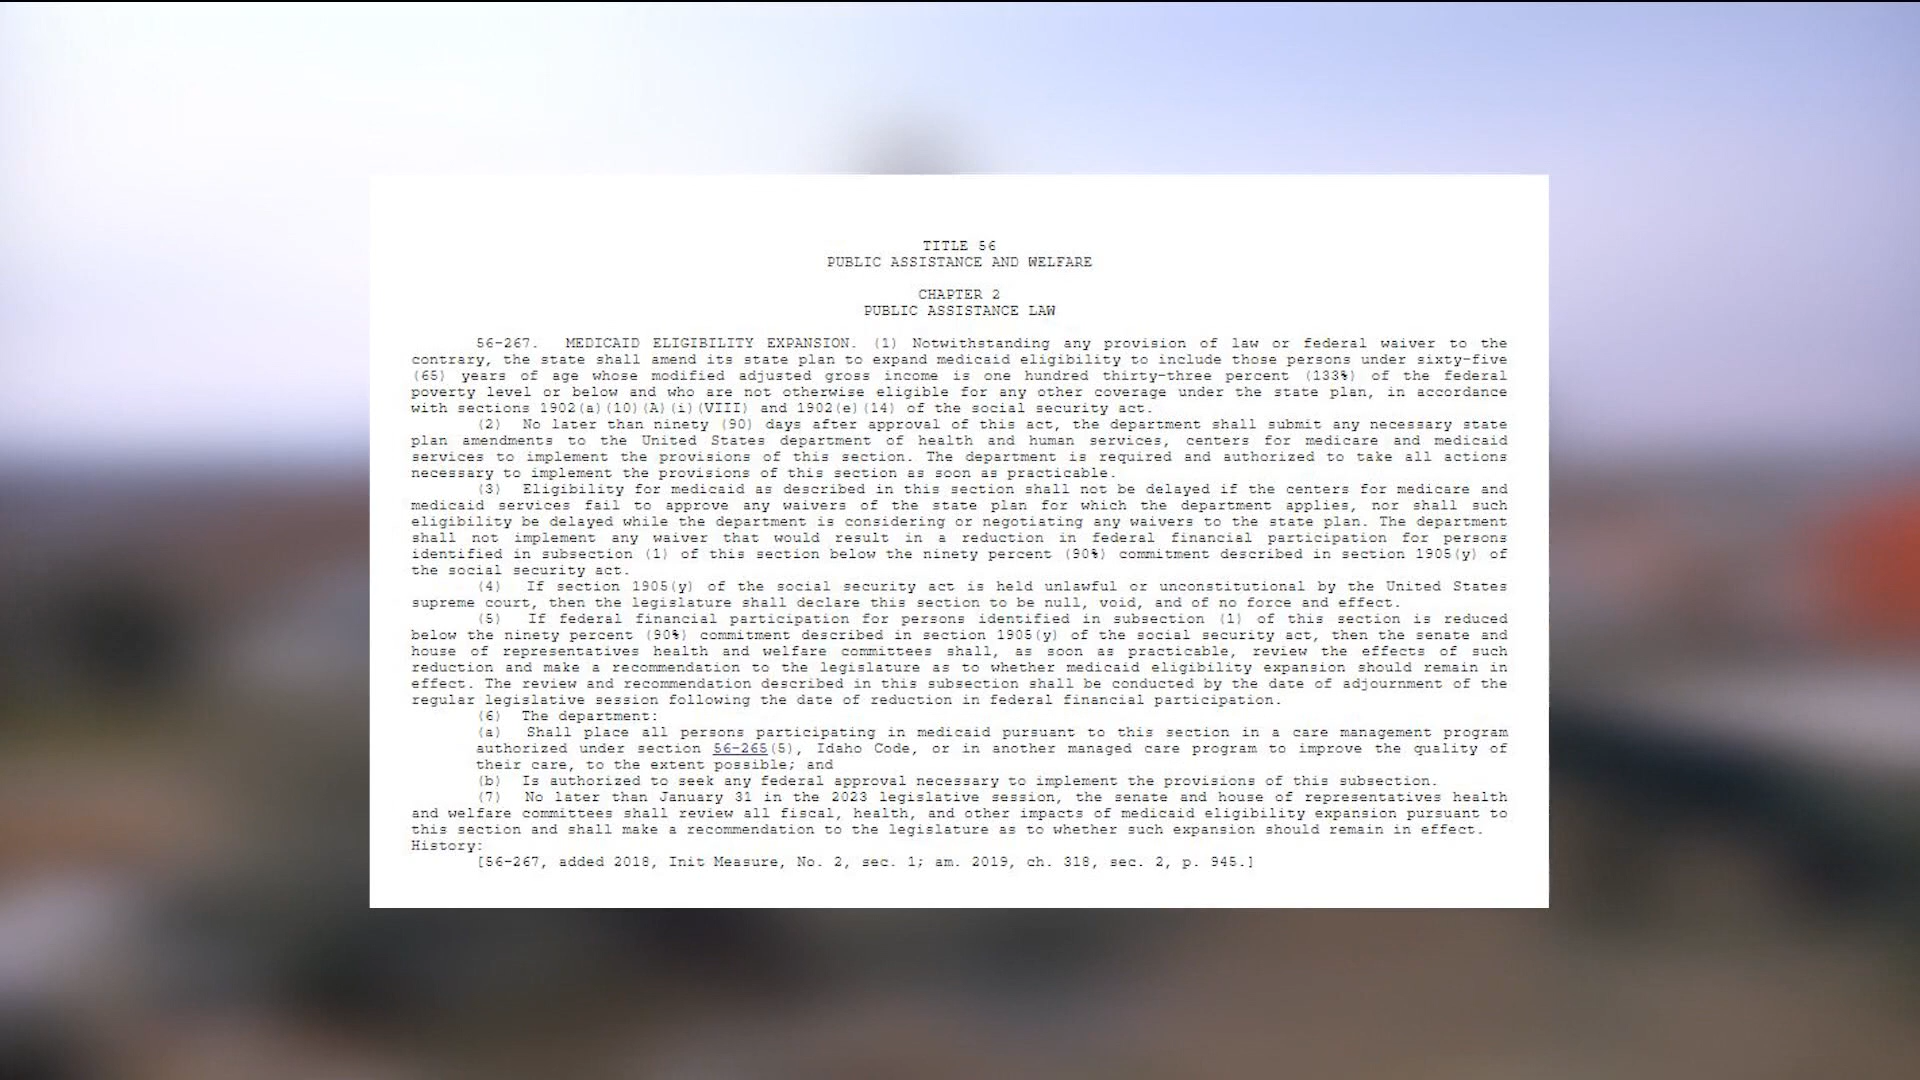 TITLE 56
PUBLIC ASSISTANCE AND WELFARE
CHAPTER 2
PUBLIC ASSISTANCE LAW
56-267. MEDICAID ELIGIBILITY EXPANSION. (1) Notwithstanding any provision of law or federal waiver to the
contrary, the state shall amend its state plan to expand medicaid eligibility to include those persons under sixty-five
(65) years of age whose modified adjusted gross income is one hundred thirty-three percent (133%) of the federal
poverty level or below and who are not otherwise eligible for any other coverage under the state plan, in accordance
with sections 1902(a)(10)(A)(i)(VIII) and 1902(e)(14) of the social security act.
(2) No later than ninety (90) days after approval of this act, the department shall submit any necessary state
plan amendments to the United States department of health and human services, centers for medicare and medicaid
services to implement the provisions of this section. The department is required and authorized to take all actions
necessary to implement the provisions of this section as soon as practicable.
(3) Eligibility for medicaid as described in this section shall not be delayed if the centers for medicare and
medicaid services fail to approve any waivers of the state plan for which the department applies, nor shall such
eligibility be delayed while the department is considering or negotiating any waivers to the state plan. The department
shall not implement any waiver that would result in a reduction in federal financial participation for persons
identified in subsection (1) of this section below the ninety percent (90%) commitment described in section 1905(y) of
the social security act.
(4) If section 1905(y) of the social security act is held unlawful or unconstitutional by the United States
supreme court, then the legislature shall declare this section to be null, void, and of no force and effect.
(5) If federal financial participation for persons identified in subsection (1) of this section is reduced
below the ninety percent (90%) commitment described in section 1905(y) of the social security act, then the senate and
house of representatives health and welfare committees shall, as soon as practicable, review the effects of such
reduction and make a recommendation to the legislature as to whether medicaid eligibility expansion should remain in
effect. The review and recommendation described in this subsection shall be conducted by the date of adjournment of the
regular legislative session following the date of reduction in federal financial participation.
(6) The department:
(a) Shall place all persons participating in medicaid pursuant to this section in a care management program
authorized under section 56-265(5), Idaho Code, or in another managed care program to improve the quality of
their care, to the extent possible; and
(b) Is authorized to seek any federal approval necessary to implement the provisions of this subsection.
(7) No later than January 31 in the 2023 legislative session, the senate and house of representatives health
and welfare committees shall review all fiscal, health, and other impacts of medicaid eligibility expansion pursuant to
this section and shall make a recommendation to the legislature as to whether such expansion should remain in effect.
History:
[56-267, added 2018, Init Measure, No. 2, sec. 1; am. 2019, ch. 318, sec. 2, p. 945.]